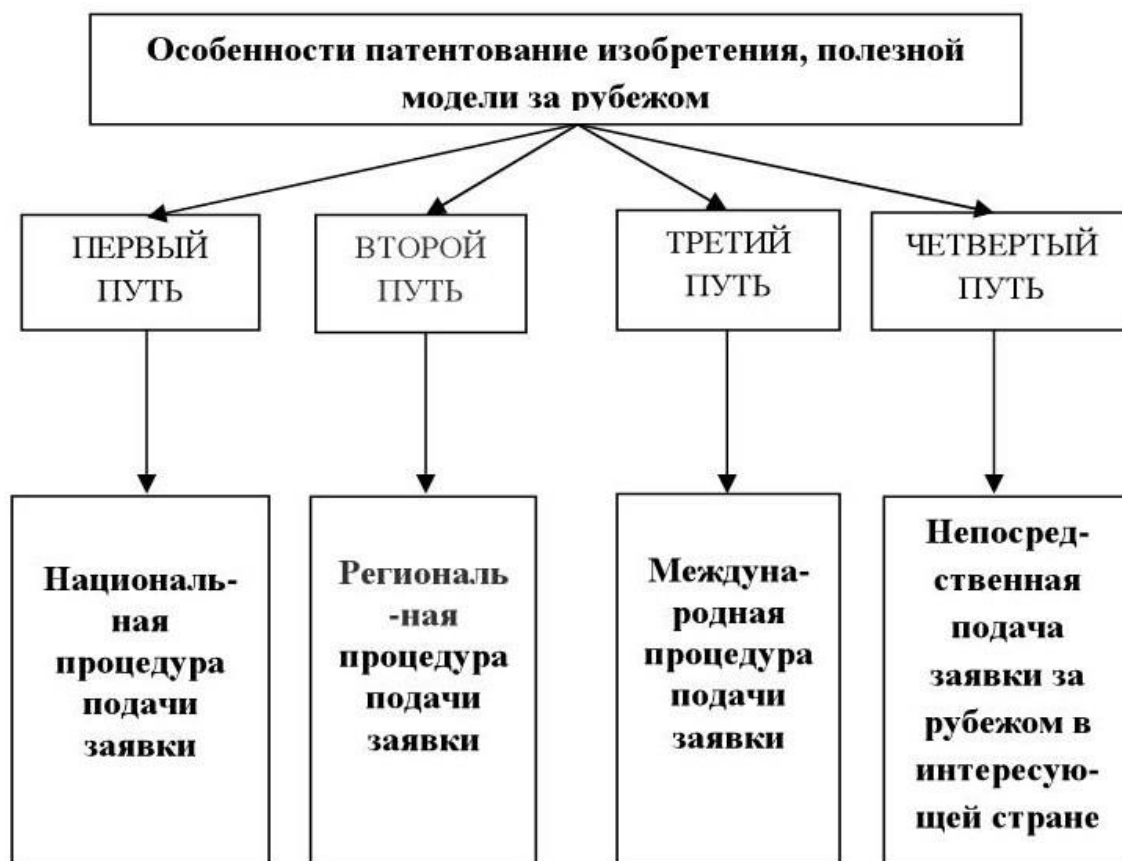 Особенности патентование изобретения, полезной
модели за рубежом
ПЕРВЫЙ
ПУТЬ
ВТОРОЙ
ПУТЬ
ТРЕТИЙ
ПУТЬ
ЧЕТВЕРТЫЙ
ПУТЬ
Националь-
ная
процедура
подачи
заявки
Региональ
-ная
процедура
подачи
заявки
Междуна-
родная
процедура
подачи
заявки
Непосред-
ственная
подача
заявки за
рубежом в
интересую-
щей стране